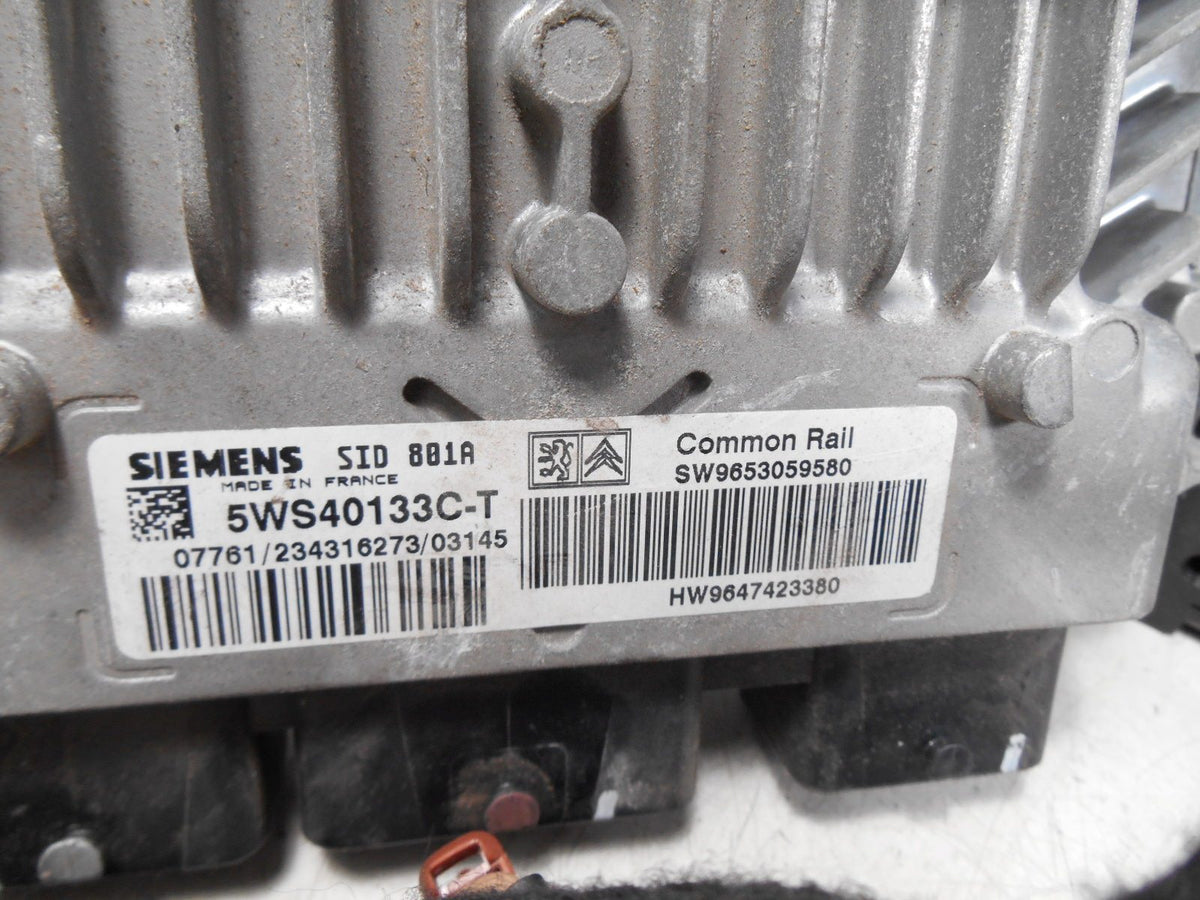 SIEMENS SID 801A
MADE IN FRANCE
5WS40133C-T
07761/234316273/03145
Common Rail
SW9653059580
HW9647423380